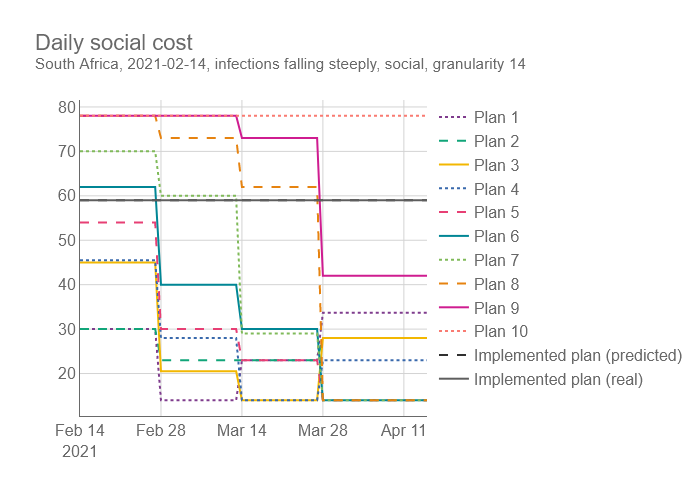 Daily social cost
South Africa, 2021-02-14, infections falling steeply, social, granularity 14
80
70
60
50
40
30
20
Feb 14
2021
Feb 28
Mar 14
Mar 28
Apr 11
Plan 1
Plan 2
Plan 3
Plan 4
Plan 5
Plan 6
Plan 7
Plan 8
Plan 9
Plan 10
Implemented plan (predicted)
Implemented plan (real)